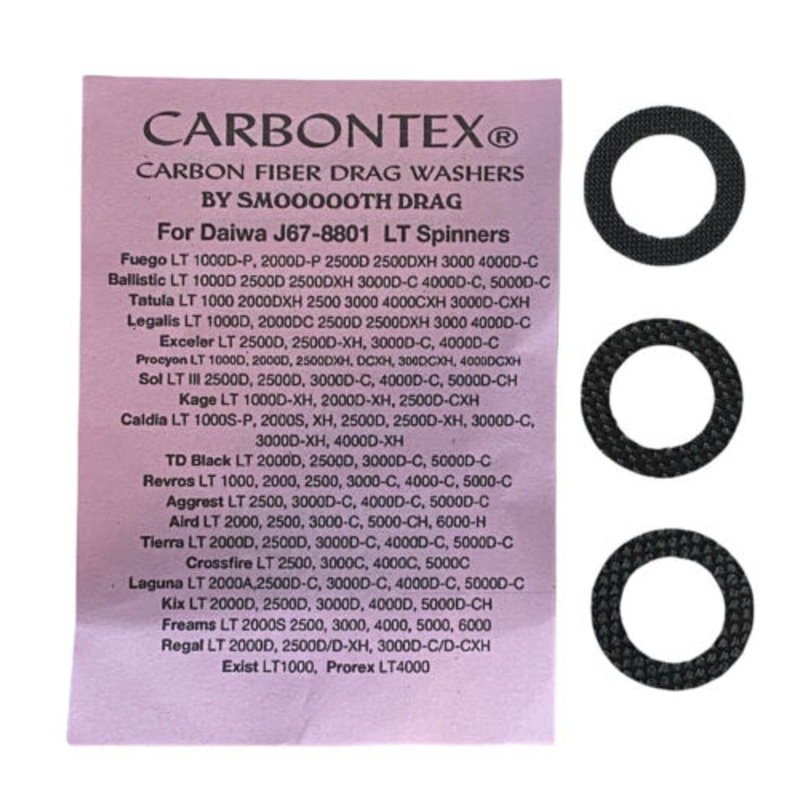 CARBONTEX®
CARBON FIBER DRAG WASHERS
BY SMOOOOOTH DRAG
For Daiwa J67-8801 LT Spinners
Fuego LT 1000D-P, 2000D-P 2500D 2500DXH 3000 4000D-C
Ballistic LT 1000D 2500D 2500DXH 3000D-C 4000D-C, 5000D-C
Tatula LT 1000 2000DXH 2500 3000 4000CXH 3000D-CXH
Legalis LT 1000D, 2000DC 2500D 2500DXH 3000 4000D-C
Exceler LT 2500D, 2500D-XH, 3000D-C, 4000D-C
Procyon LT 1000D, 2000D, 2500DXH, DCXH, 300DCXH, 4000DCXH
Sol LT III 2500D, 2500D, 3000D-C, 4000D-C, 5000D-CH
Kage LT 1000D-XH, 2000D-XH, 2500D-CXH
Caldia LT 1000S-P, 2000S, XH, 2500D, 2500D-XH, 3000D-C,
3000D-XH, 4000D-XH
TD Black LT 2000D, 2500D, 3000D-C, 5000D-C
Revros LT 1000, 2000, 2500, 3000-C, 4000-C, 5000-C
Aggrest LT 2500, 3000D-C, 4000D-C, 5000D-C
Aird LT 2000, 2500, 3000-C, 5000-CH, 6000-H
Tierra LT 2000D, 2500D, 3000D-C, 4000D-C, 5000D-C
Crossfire LT 2500, 3000C, 4000C, 5000C
Laguna LT 2000A,2500D-C, 3000D-C, 4000D-C, 5000D-C
Kix LT 2000D, 2500D, 3000D, 4000D, 5000D-CH
Freams LT 2000S 2500, 3000, 4000, 5000, 6000
Regal LT 2000D, 2500D/D-XH, 3000D-C/D-CXH
Exist LT1000, Prorex LT4000